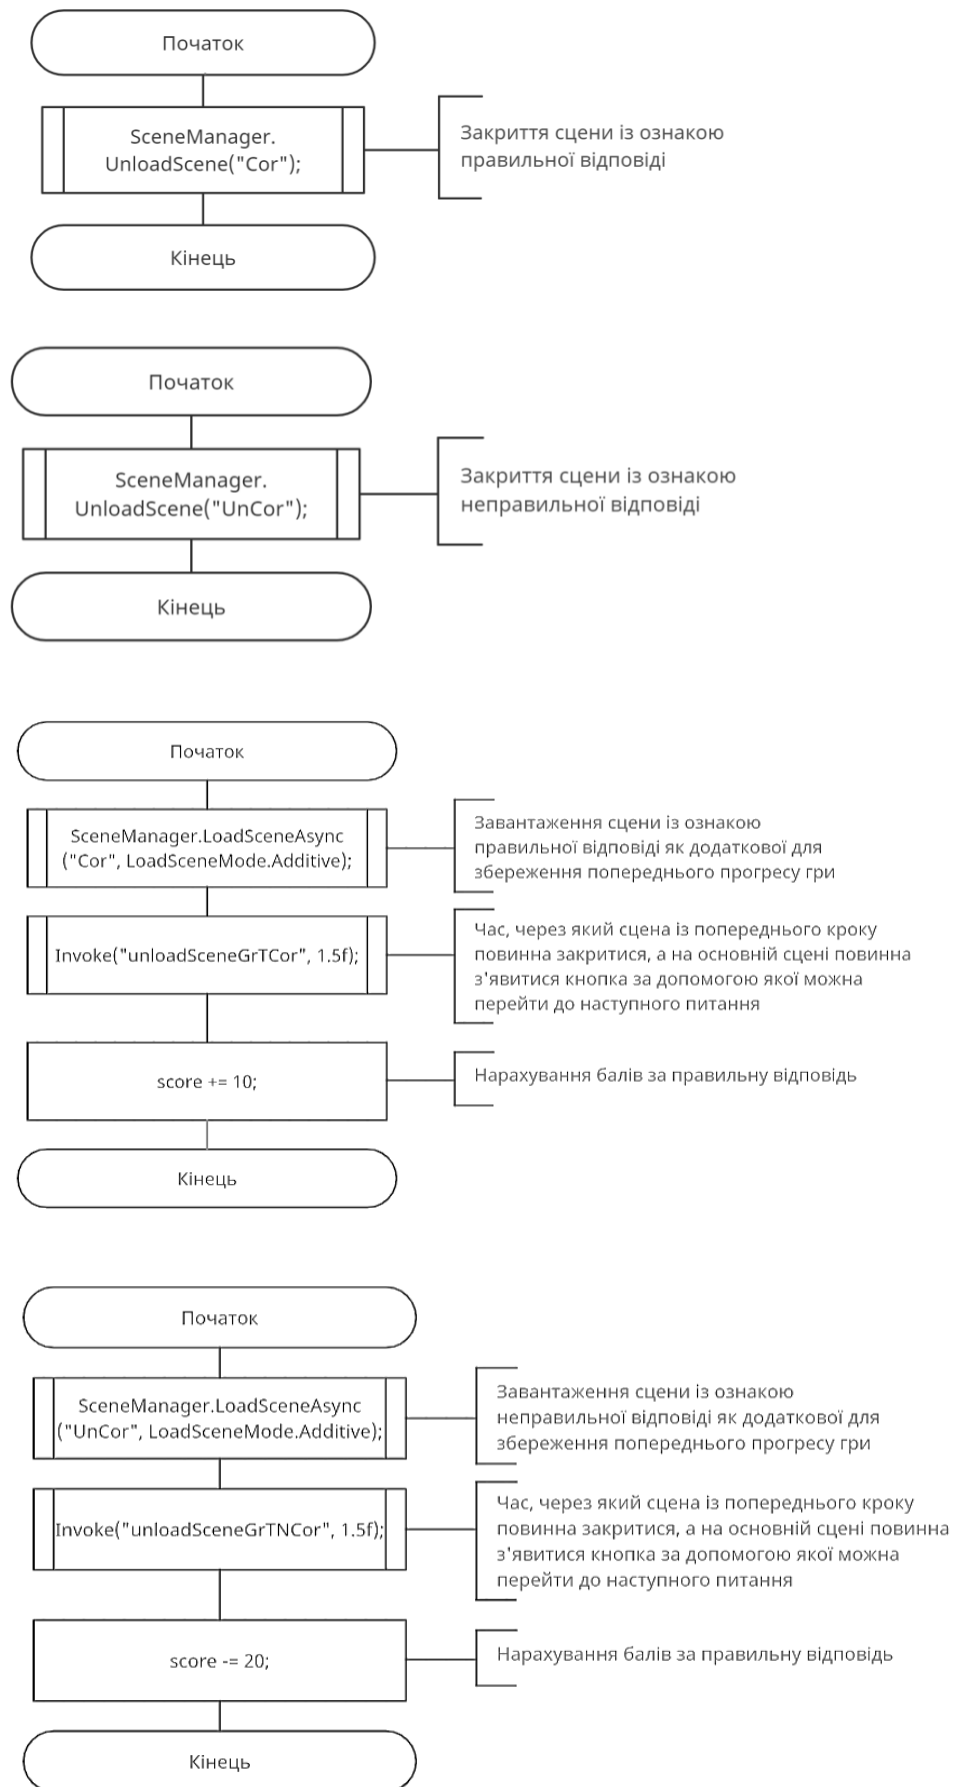 Початок
SceneManager.
UnloadScene("Cor");
Закриття сцени із ознакою
правильної відповіді
Кінець
Початок
SceneManager.
UnloadScene("UnCor");
Закриття сцени із ознакою
неправильної відповіді
Кінець
Початок
SceneManager.LoadSceneAsync
("Cor", LoadSceneMode.Additive);
Завантаження сцени із ознакою
правильної відповіді як додаткової для
збереження попереднього прогресу гри
Invoke("unloadSceneGrTCor", 1.5f);
Час, через який сцена із попереднього кроку
повинна закритися, а на основній сцені повинна
з'явитися кнопка за допомогою якої можна
перейти до наступного питання
score += 10;
Нарахування балів за правильну відповідь
Кінець
Початок
SceneManager.LoadSceneAsync
("UnCor", LoadSceneMode.Additive);
Завантаження сцени із ознакою
неправильної відповіді як додаткової для
збереження попереднього прогресу гри
Invoke("unloadSceneGrTNCor", 1.5f);
Час, через який сцена із попереднього кроку
повинна закритися, а на основній сцені повинна
з'явитися кнопка за допомогою якої можна
перейти до наступного питання
score -= 20;
Нарахування балів за правильну відповідь
Кінець